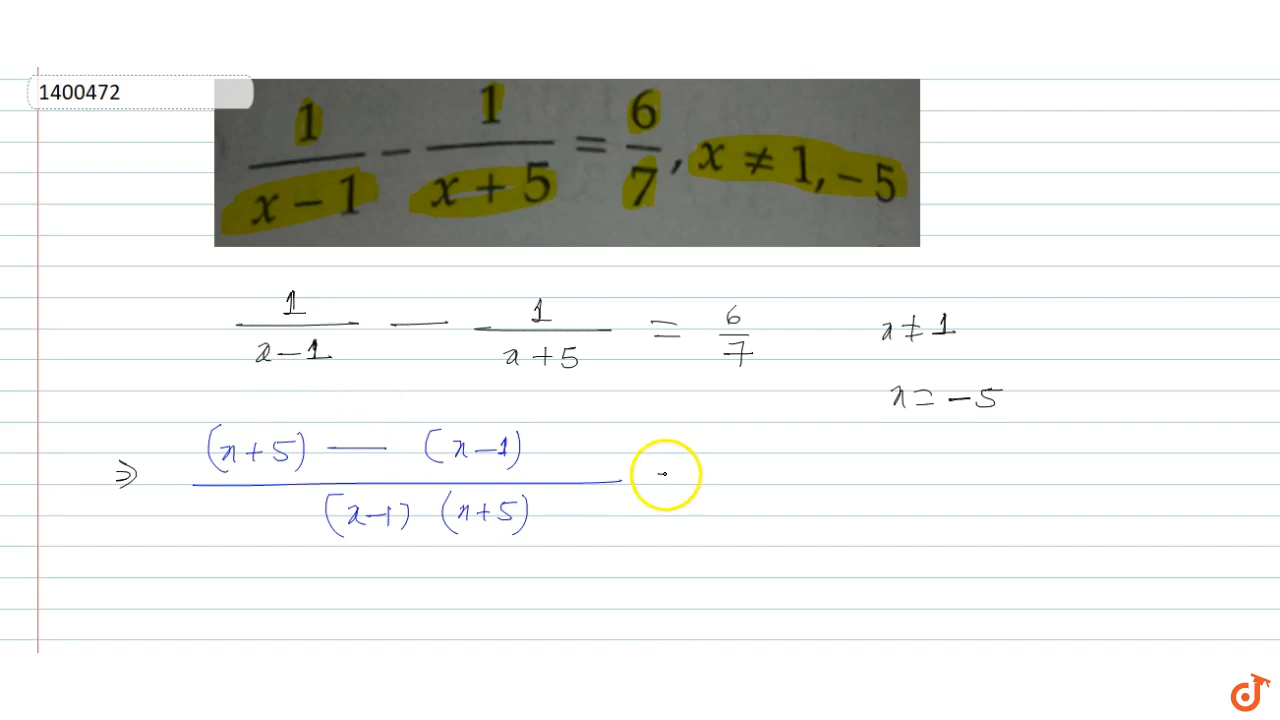 1400472
1/(x − 1) − 1/(x + 5) = 6/7, x ≠ 1, − 5
1/(x − 1) — 1/(x + 5) = 6/7 x ≠ 1
x = − 5
⇒ ((x + 5) — (x − 1))/((x − 1) (x + 5))
d